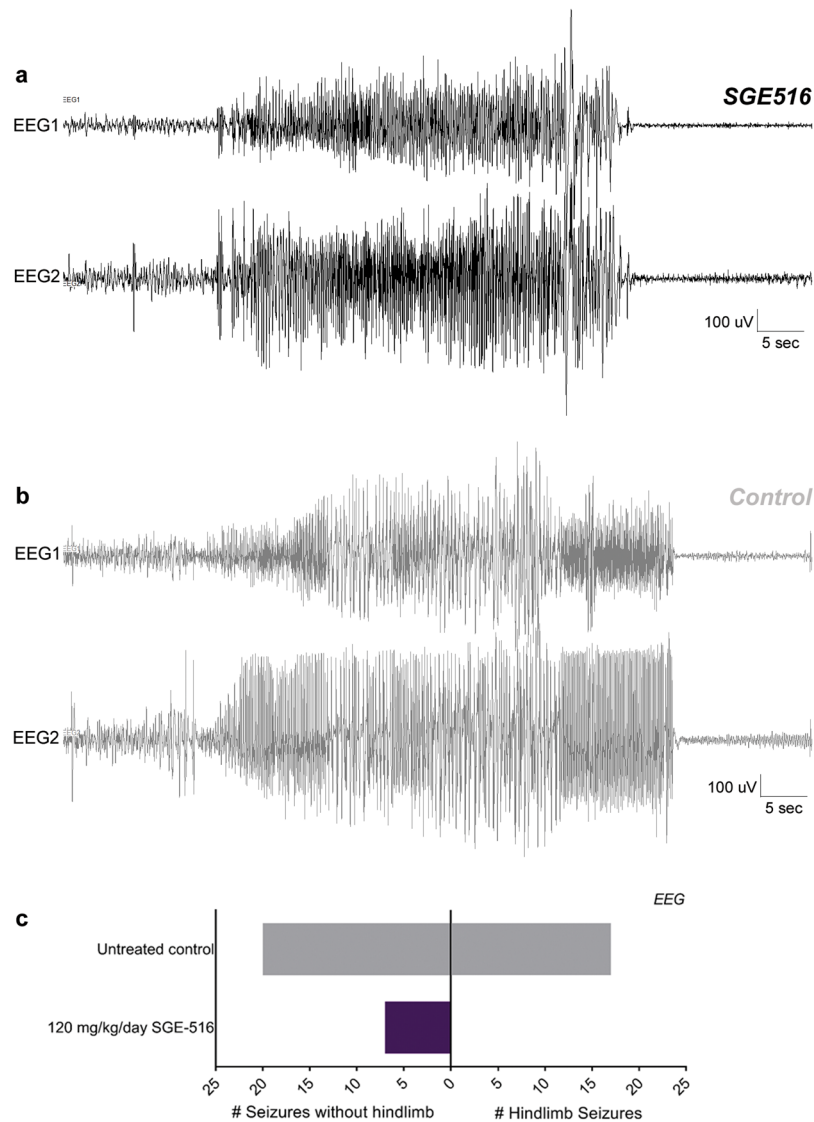 a
EEG1
SGE516
EEG1
EEG2
100 uV
5 sec
b
Control
EEG1
EEG2
100 uV
5 sec
c
EEG
Untreated control
120 mg/kg/day SGE-516
25 20 15 10 5 0 5 10 15 20 25
# Seizures without hindlimb # Hindlimb Seizures